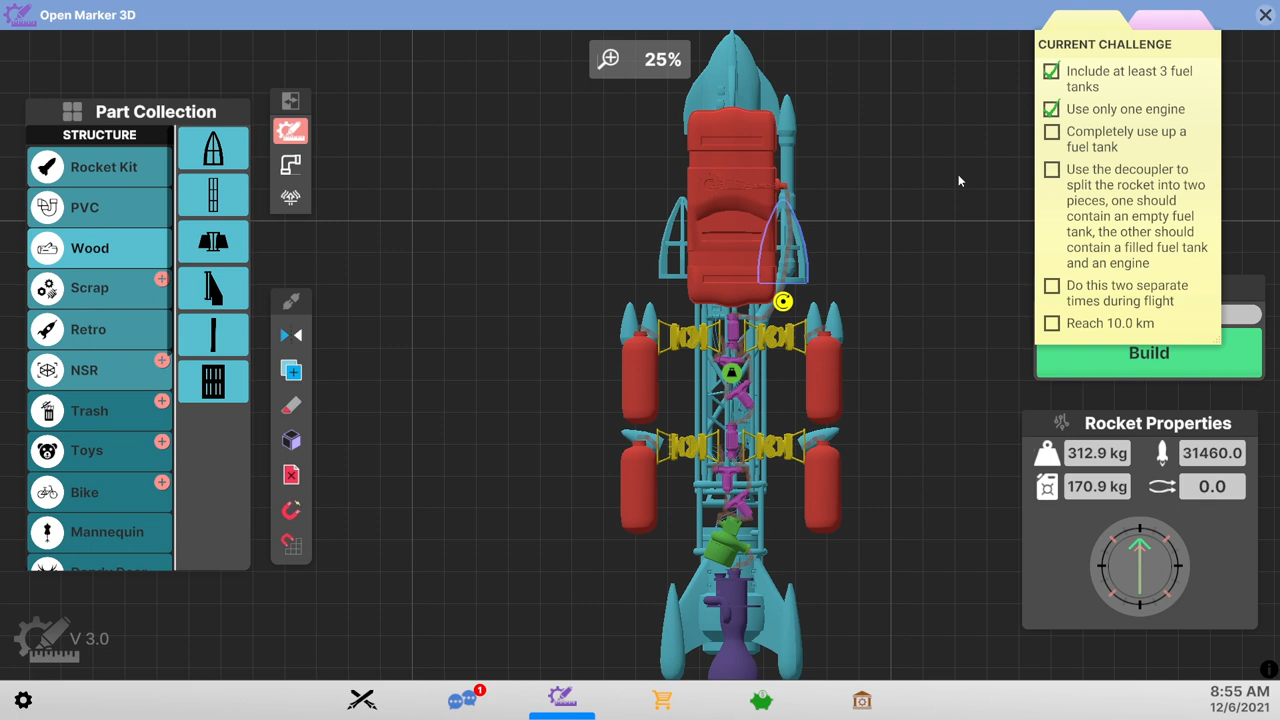 Open Marker 3D
25%
CURRENT CHALLENGE
Include at least 3 fuel
tanks
Use only one engine
Completely use up a
fuel tank
Use the decoupler to
split the rocket into two
pieces, one should
contain an empty fuel
tank, the other should
contain a filled fuel tank
and an engine
Do this two separate
times during flight
Reach 10.0 km
Part Collection
STRUCTURE
Rocket Kit
PVC
Wood
Scrap
Retro
NSR
Trash
Toys
Bike
Mannequin
Build
Rocket Properties
312.9 kg
31460.0
170.9 kg
0.0
V 3.0
1
8:55 AM
12/6/2021